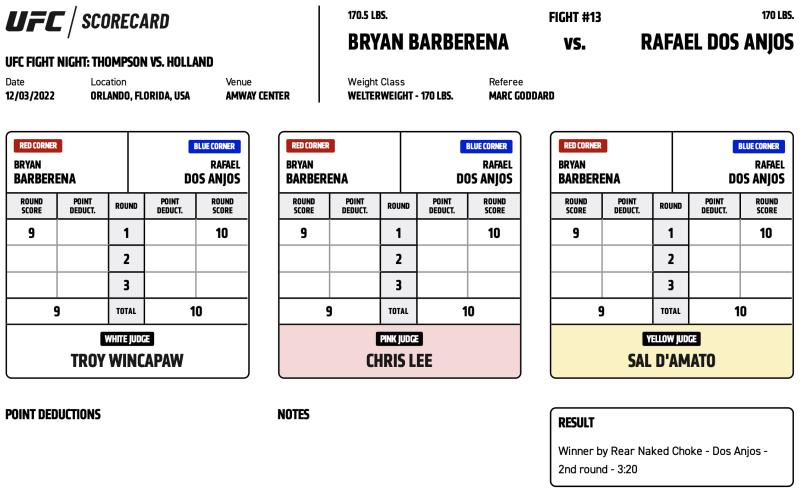 UFC / SCORECARD
UFC FIGHT NIGHT: THOMPSON VS. HOLLAND
Date Location Venue
12/03/2022 ORLANDO, FLORIDA, USA AMWAY CENTER
170.5 LBS. FIGHT #13 170 LBS.
BRYAN BARBERENA vs. RAFAEL DOS ANJOS
Weight Class Referee
WELTERWEIGHT - 170 LBS. MARC GODDARD
RED CORNER BLUE CORNER
BRYAN RAFAEL
BARBERENA DOS ANJOS
ROUND POINT ROUND POINT ROUND
SCORE DEDUCT. DEDUCT. SCORE
9 1 10
2
3
9 TOTAL 10
WHITE JUDGE
TROY WINCAPAW
RED CORNER BLUE CORNER
BRYAN RAFAEL
BARBERENA DOS ANJOS
ROUND POINT ROUND POINT ROUND
SCORE DEDUCT. DEDUCT. SCORE
9 1 10
2
3
9 TOTAL 10
PINK JUDGE
CHRIS LEE
RED CORNER BLUE CORNER
BRYAN RAFAEL
BARBERENA DOS ANJOS
ROUND POINT ROUND POINT ROUND
SCORE DEDUCT. DEDUCT. SCORE
9 1 10
2
3
9 TOTAL 10
YELLOW JUDGE
SAL D'AMATO
POINT DEDUCTIONS
NOTES
RESULT
Winner by Rear Naked Choke - Dos Anjos -
2nd round - 3:20